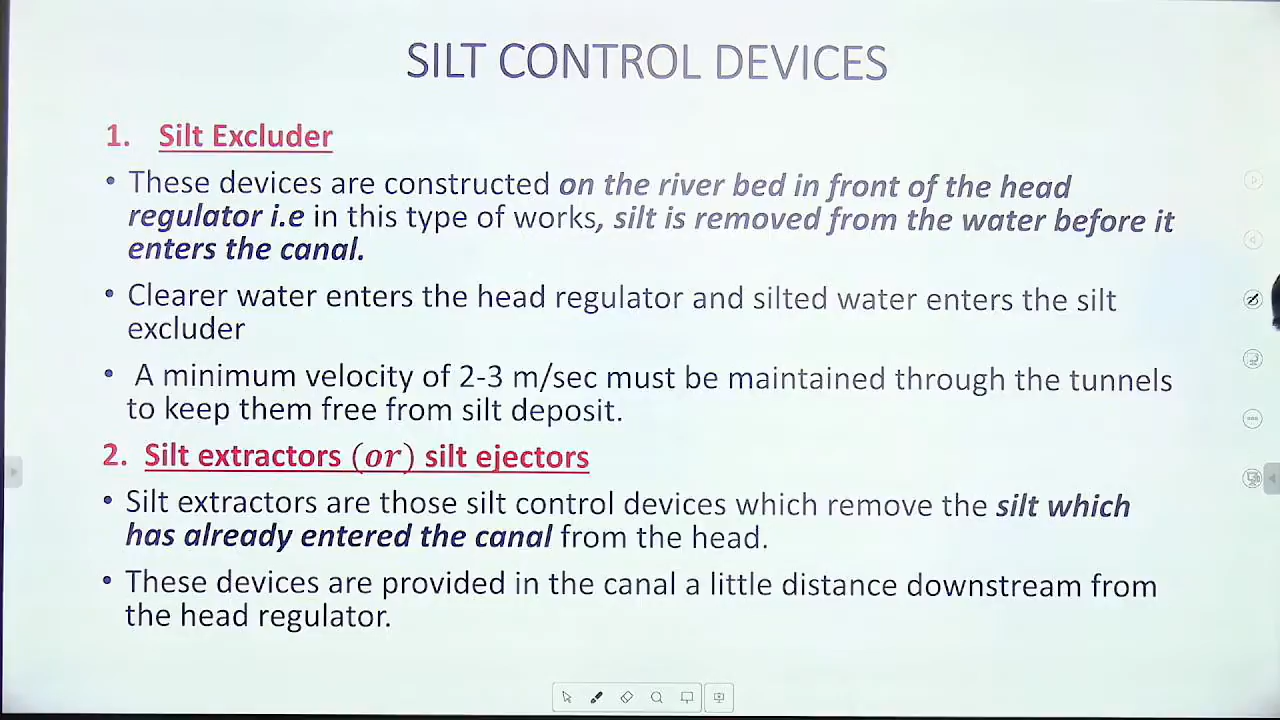 SILT CONTROL DEVICES
1. Silt Excluder
• These devices are constructed on the river bed in front of the head
regulator i.e in this type of works, silt is removed from the water before it
enters the canal.
• Clearer water enters the head regulator and silted water enters the silt
excluder
• A minimum velocity of 2-3 m/sec must be maintained through the tunnels
to keep them free from silt deposit.
2. Silt extractors (or) silt ejectors
• Silt extractors are those silt control devices which remove the silt which
has already entered the canal from the head.
• These devices are provided in the canal a little distance downstream from
the head regulator.